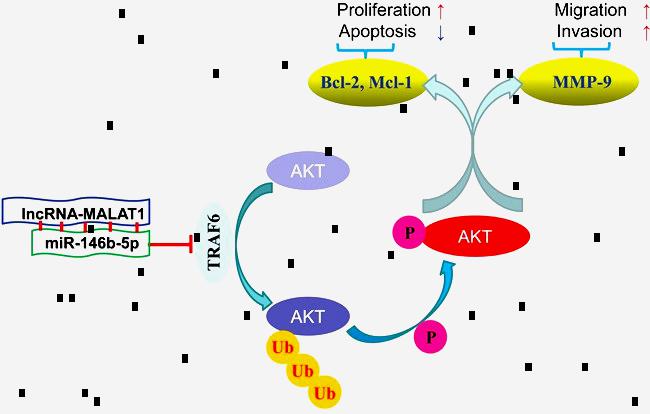 Proliferation ↑
Apoptosis ↓
Migration ↑
Invasion ↑
Bcl-2, Mcl-1
MMP-9
AKT
lncRNA-MALAT1
miR-146b-5p
TRAF6
P
AKT
AKT
P
Ub
Ub
Ub